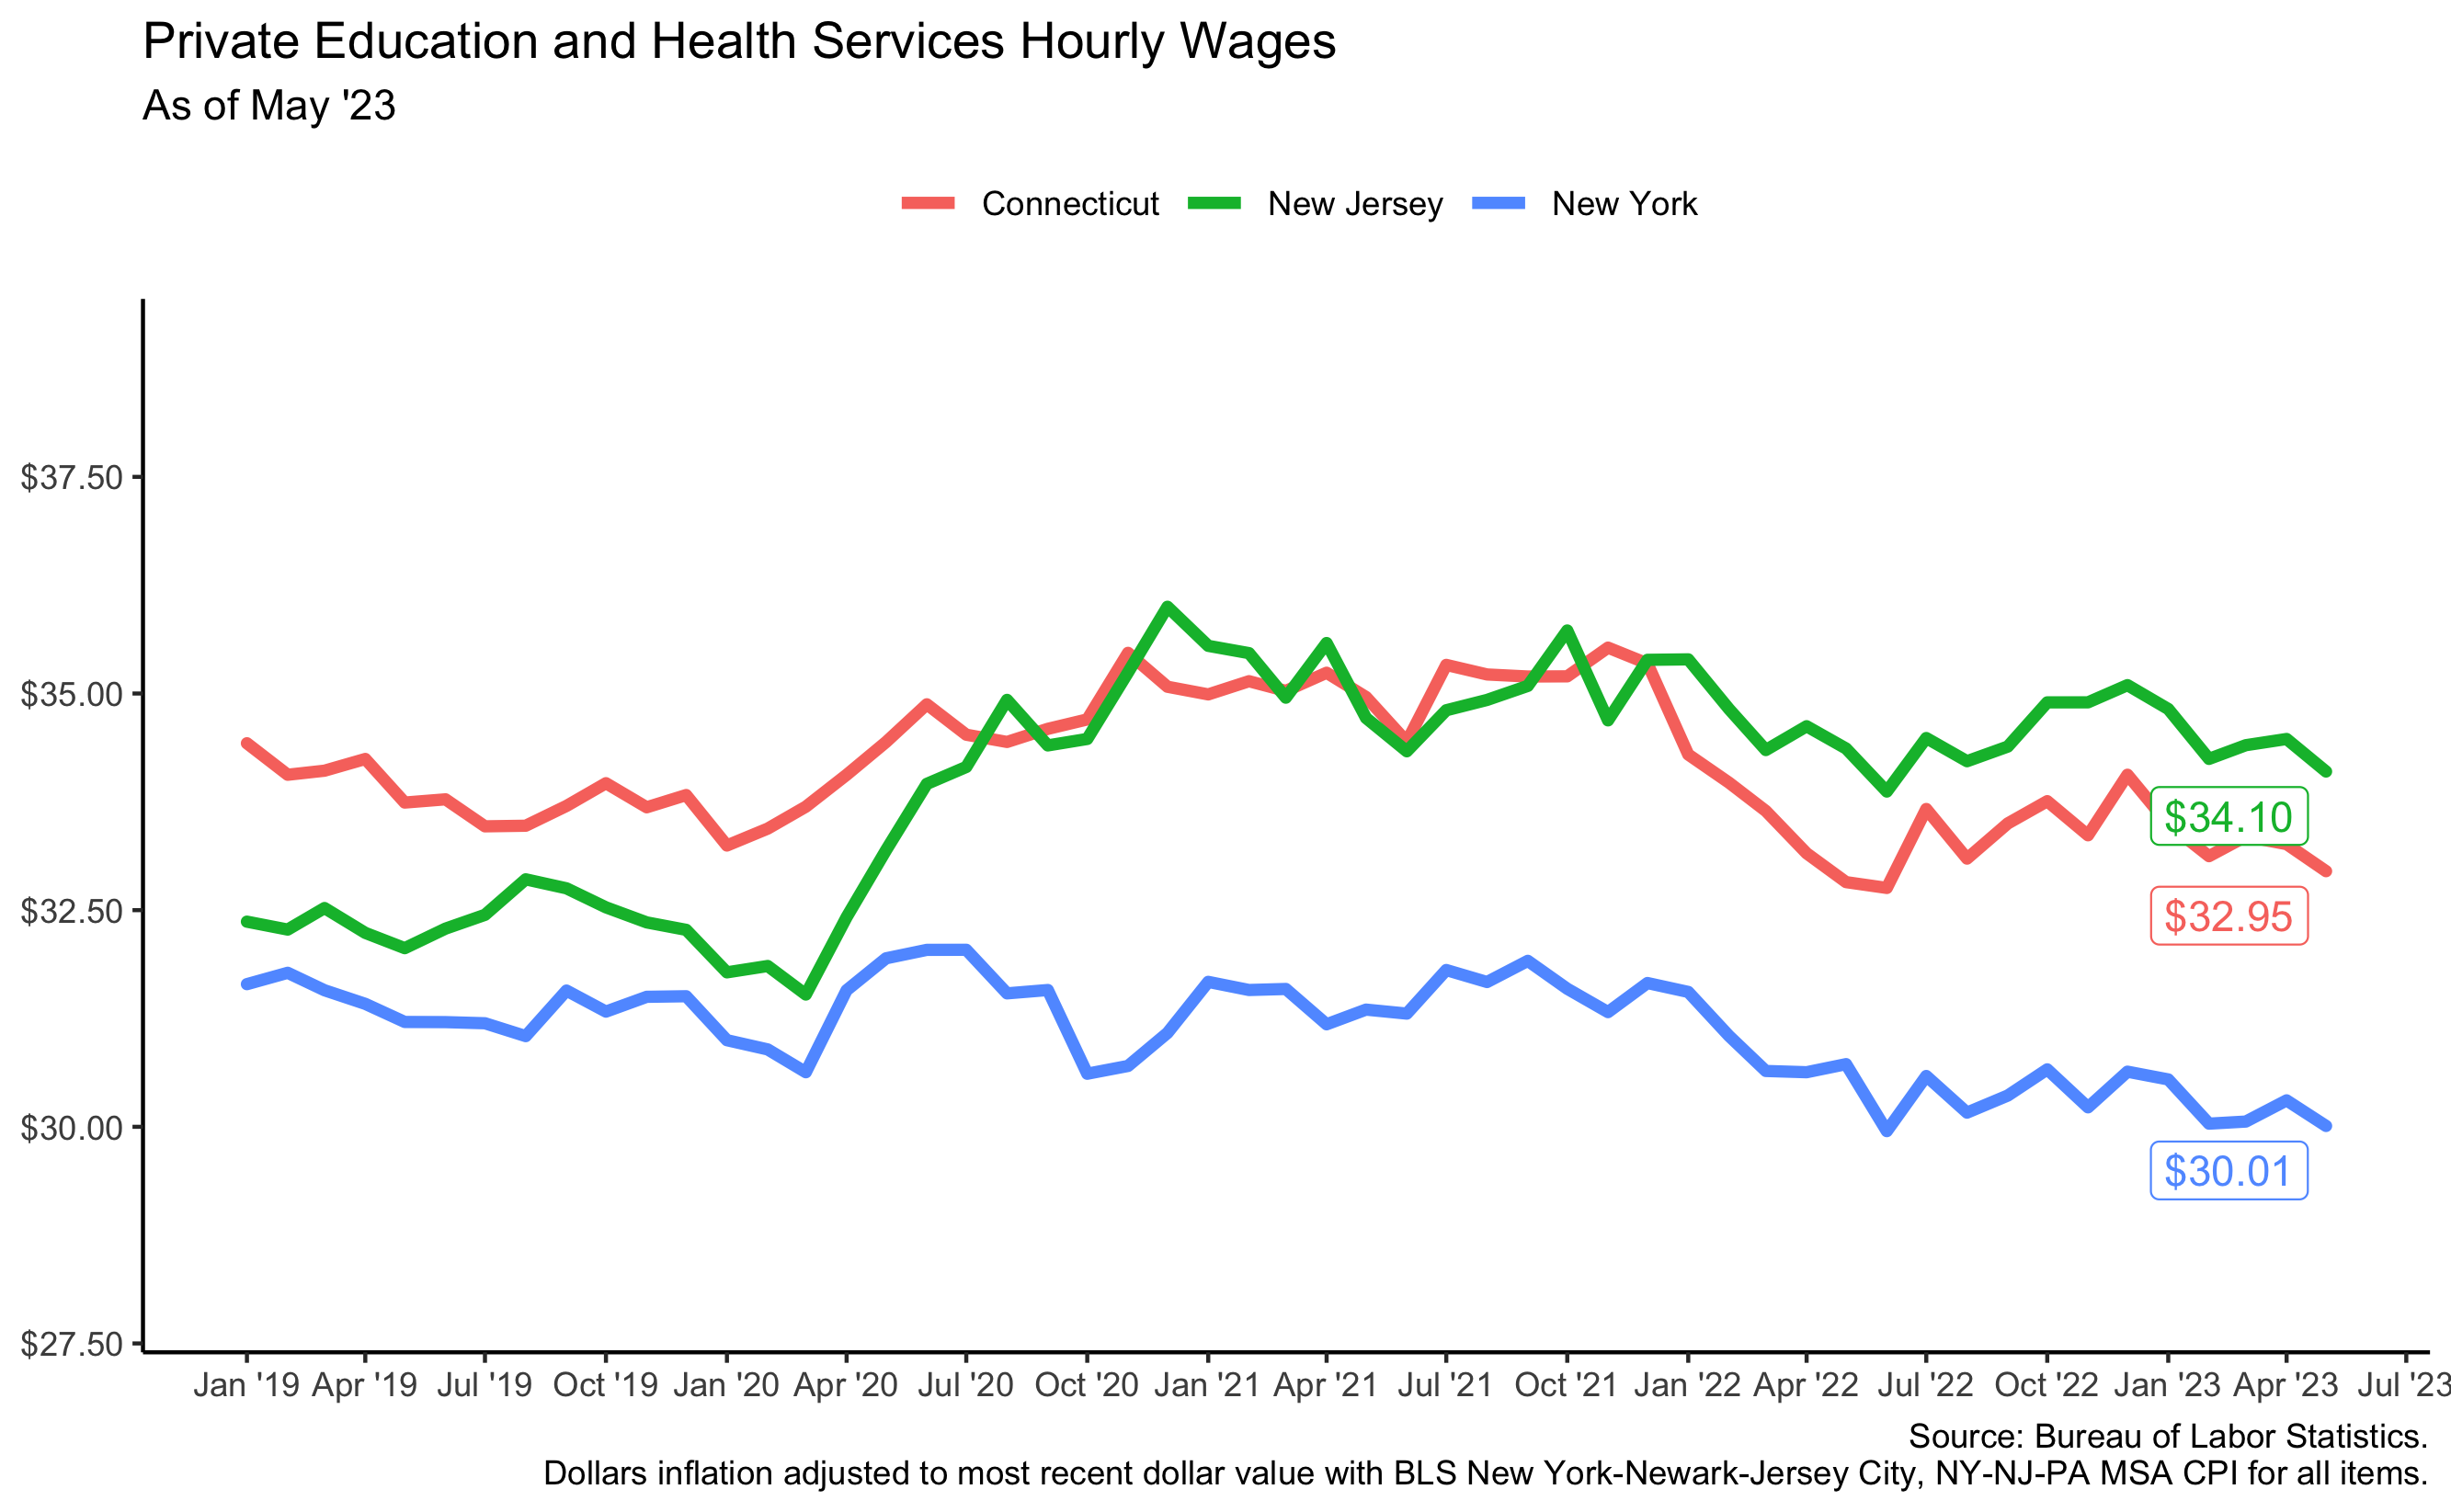 Private Education and Health Services Hourly Wages
As of May '23
Connecticut New Jersey New York
$37.50
$35.00
$32.50
$30.00
$27.50
$34.10
$32.95
$30.01
Jan '19 Apr '19 Jul '19 Oct '19 Jan '20 Apr '20 Jul '20 Oct '20 Jan '21 Apr '21 Jul '21 Oct '21 Jan '22 Apr '22 Jul '22 Oct '22 Jan '23 Apr '23 Jul '23
Source: Bureau of Labor Statistics.
Dollars inflation adjusted to most recent dollar value with BLS New York-Newark-Jersey City, NY-NJ-PA MSA CPI for all items.